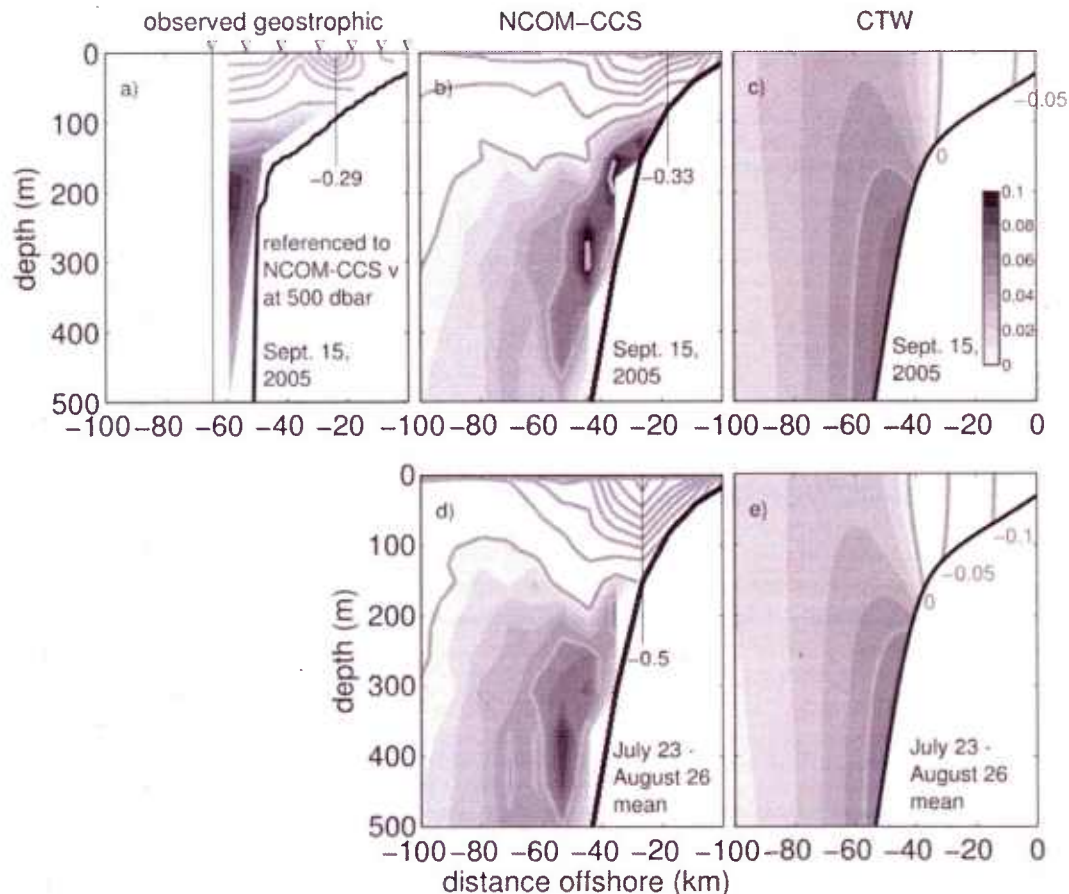 observed geostrophic NCOM–CCS CTW
v v v v v v v
a) b) c)
0
100
200
300
400
500
depth (m)
−0.29
−0.33
−0.05
0
referenced to
NCOM-CCS v
at 500 dbar
Sept. 15,
2005
Sept. 15,
2005
Sept. 15,
2005
0.1
0.08
0.06
0.04
0.02
0
−100 −80 −60 −40 −20 −100 −80 −60 −40 −20 −100 −80 −60 −40 −20 0
d) e)
0
100
200
300
400
500
depth (m)
−0.5
−0.1
−0.05
0
July 23 -
August 26
mean
July 23 -
August 26
mean
−100 −80 −60 −40 −20 −100 −80 −60 −40 −20 0
distance offshore (km)